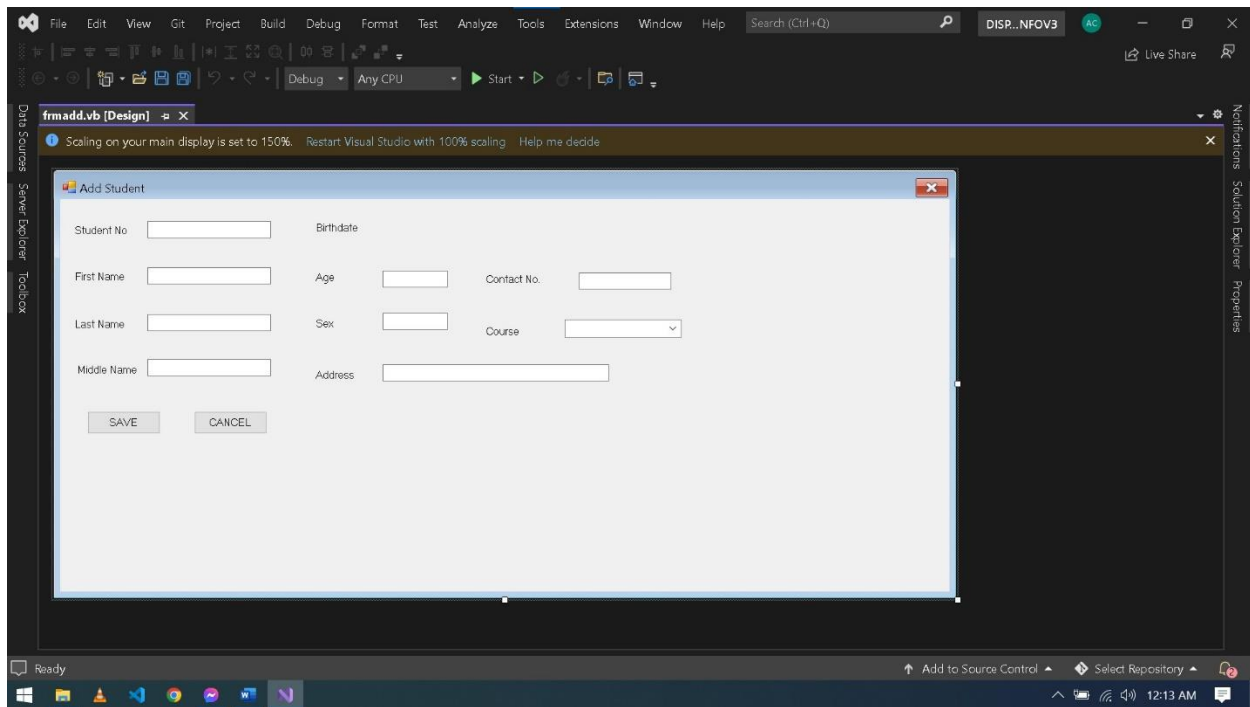 File Edit View Git Project Build Debug Format Test Analyze Tools Extensions Window Help Search (Ctrl+Q) DISP...NFOV3 AC
Live Share
Debug Any CPU Start
frmadd.vb [Design]
Scaling on your main display is set to 150%. Restart Visual Studio with 100% scaling Help me decide
Data Sources
Server Explorer
Toolbox
Add Student
Student No Birthdate
First Name Age Contact No.
Last Name Sex Course
Middle Name Address
SAVE CANCEL
Notifications
Solution Explorer
Properties
Ready Add to Source Control Select Repository 2
12:13 AM